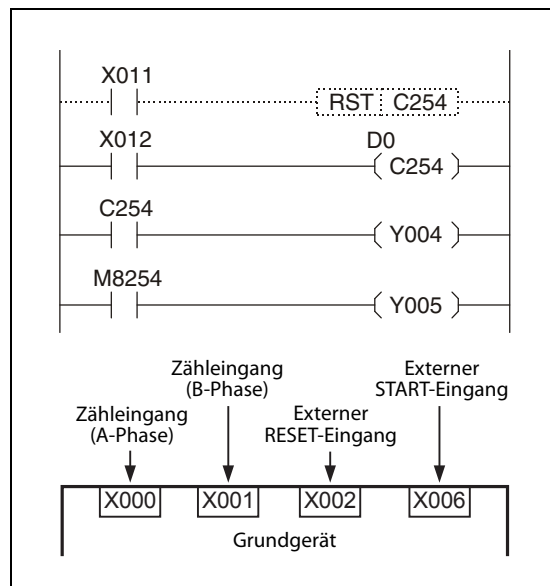 X011
RST C254
X012 D0
C254
C254
Y004
M8254
Y005
Zähleingang
(B-Phase)
Externer
START-Eingang
Zähleingang
(A-Phase)
Externer
RESET-Eingang
X000 X001 X002 X006
Grundgerät